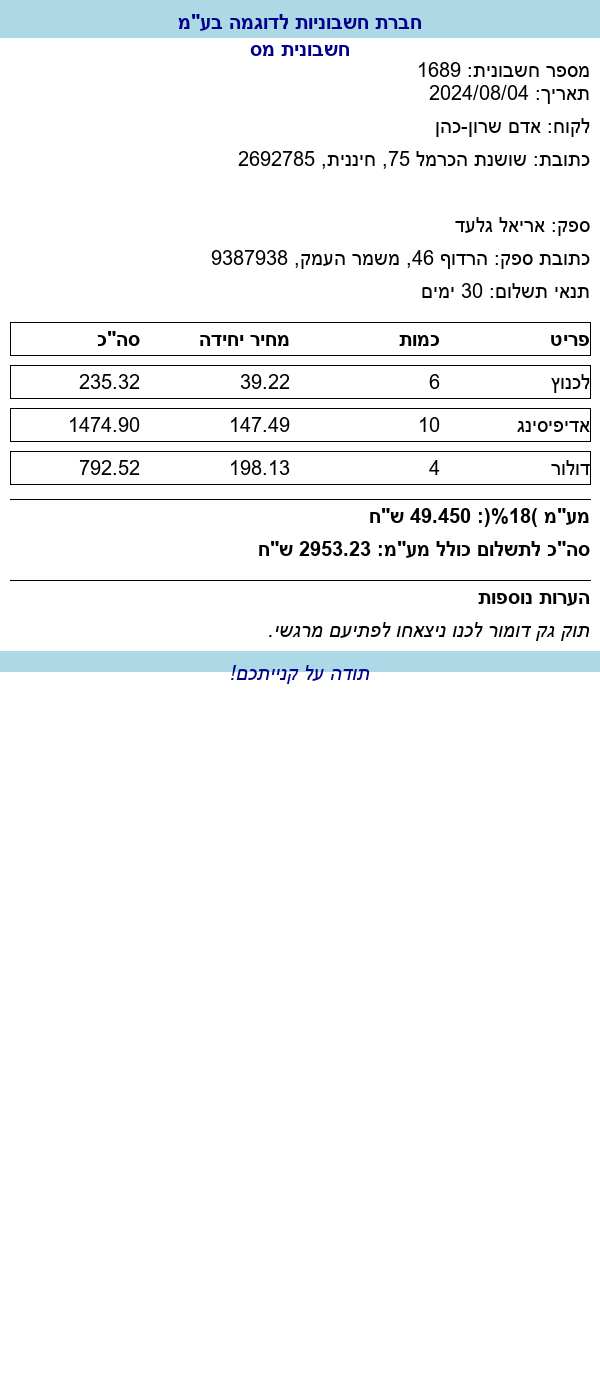 חברת חשבוניות לדוגמה בע"מ
חשבונית מס
מספר חשבונית: 1689
תאריך: 2024/08/04
לקוח: אדם שרון-כהן
כתובת: שושנת הכרמל 75, חיננית, 2692785
ספק: אריאל גלעד
כתובת ספק: הרדוף 46, משמר העמק, 9387938
תנאי תשלום: 30 ימים
פריט כמות מחיר יחידה סה"כ
לכנוץ 6 39.22 235.32
אדיפיסינג 10 147.49 1474.90
דולור 4 198.13 792.52
מע"מ )18%(: 49.450 ש"ח
סה"כ לתשלום כולל מע"מ: 2953.23 ש"ח
הערות נוספות
תוק גק דומור לכנו ניצאחו לפתיעם מרגשי.
תודה על קנייתכם!